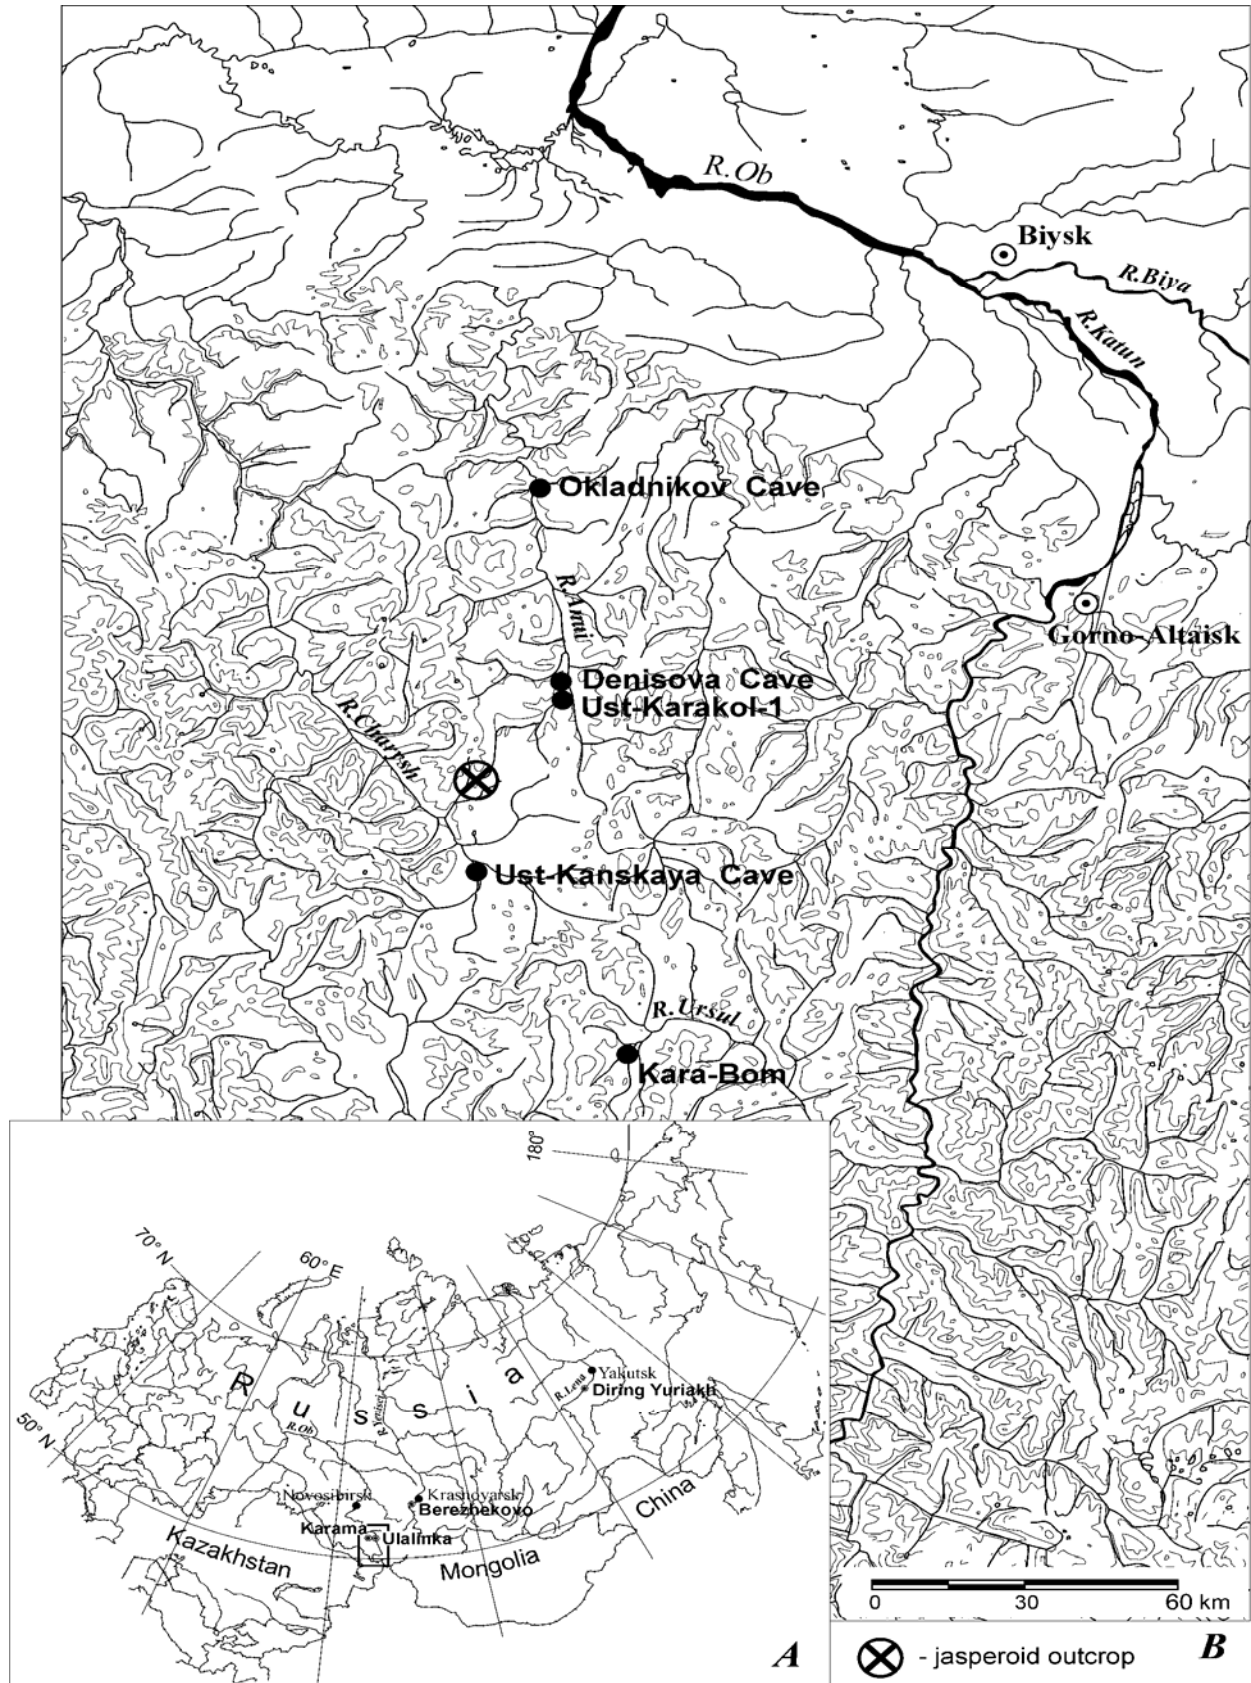 R.Ob
Biysk
R.Biya
R.Katun
Okladnikov Cave
R.Anui
Gorno-Altaisk
Denisova Cave
Ust-Karakol-1
R.Charysh
Ust-Kanskaya Cave
R.Ursul
Kara-Bom
180°
70° N
60° E
Russia
Yakutsk
R.Lena
Diring Yuriakh
R.Yenisei
R.Ob
50° N
Novosibirsk
Krasnoyarsk
Berezhekovo
Karama
Ulalinka
China
Kazakhstan
Mongolia
A
0 30 60 km
B
- jasperoid outcrop